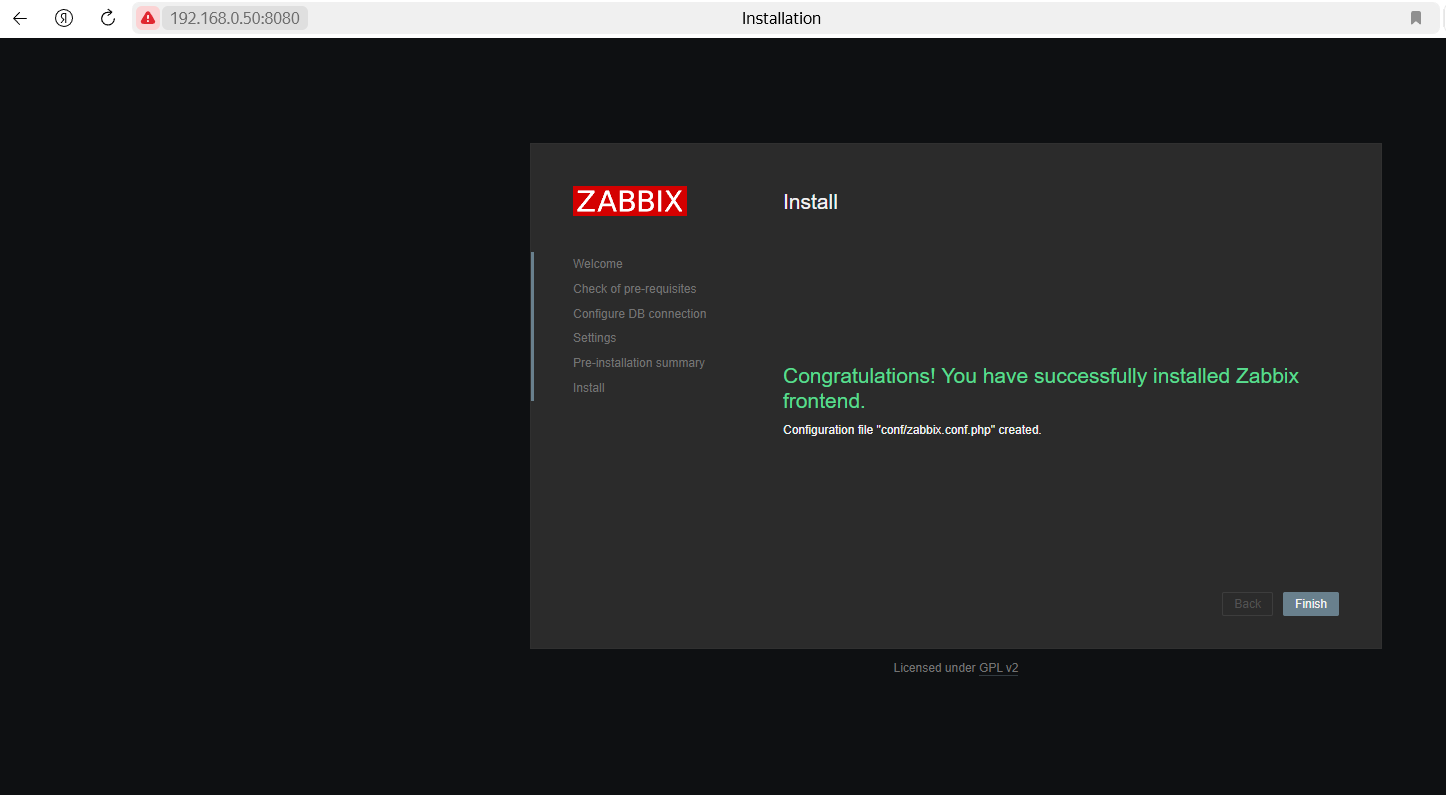 192.168.0.50:8080
Installation
ZABBIX
Install
Welcome
Check of pre-requisites
Configure DB connection
Settings
Pre-installation summary
Install
Congratulations! You have successfully installed Zabbix
frontend.
Configuration file "conf/zabbix.conf.php" created.
Back
Finish
Licensed under GPL v2